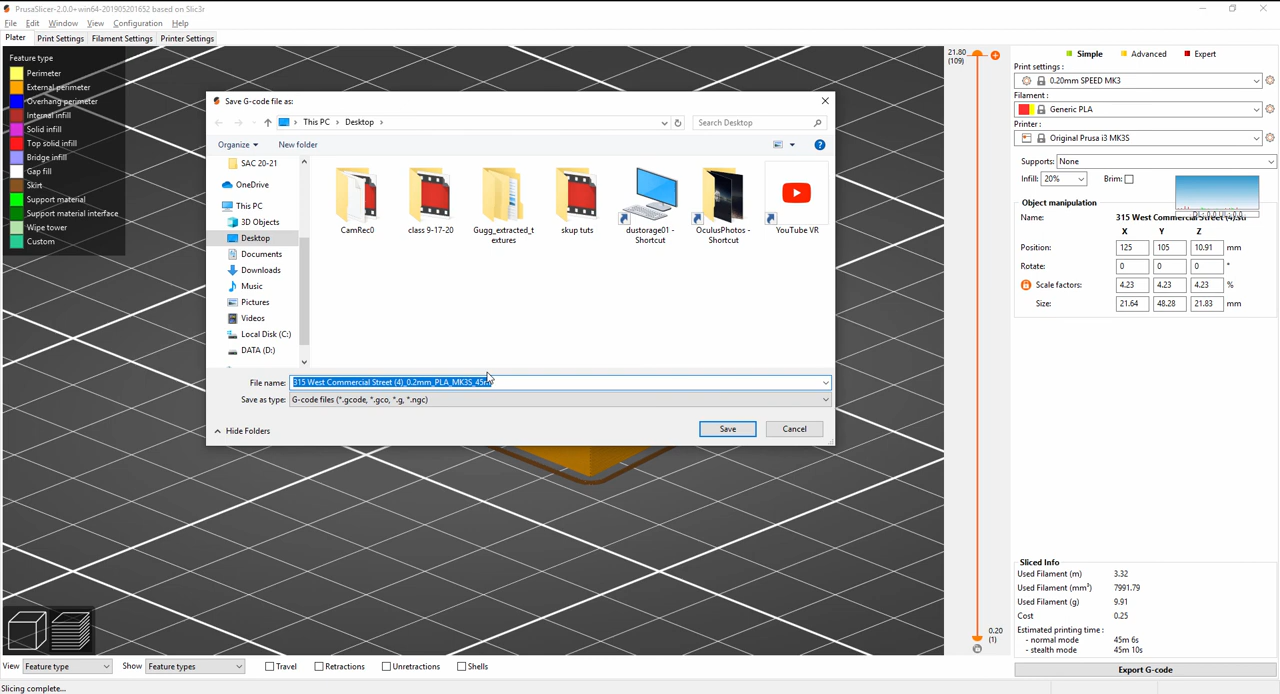 PrusaSlicer-2.0.0+win64-201905201652 based on Slic3r
File Edit Window View Configuration Help
Plater Print Settings Filament Settings Printer Settings
Feature type
Perimeter
External perimeter
Overhang perimeter
Internal infill
Solid infill
Top solid infill
Bridge infill
Gap fill
Skirt
Support material
Support material interface
Wipe tower
Custom
Save G-code file as:
This PC > Desktop >
Search Desktop
Organize
New folder
SAC 20-21
OneDrive
This PC
3D Objects
Desktop
Documents
Downloads
Music
Pictures
Videos
Local Disk (C:)
DATA (D:)
CamRec0
class 9-17-20
Gugg_extracted_t
extures
skup tuts
dustorage01 -
Shortcut
OculusPhotos -
Shortcut
YouTube VR
File name: 315 West Commercial Street (4)_0.2mm_PLA_MK3S_45m
Save as type: G-code files (*.gcode, *.gco, *.g, *.ngc)
Hide Folders
Save
Cancel
21.80
(109)
0.20
(1)
Simple Advanced Expert
Print settings :
0.20mm SPEED MK3
Filament :
Generic PLA
Printer :
Original Prusa i3 MK3S
Supports: None
Infill: 20% Brim:
Object manipulation
Name: 315 West Commercial Street (4).stl
X Y Z
Position: 125 105 10.91 mm
Rotate: 0 0 0 °
Scale factors: 4.23 4.23 4.23 %
Size: 21.64 48.28 21.83 mm
Sliced Info
Used Filament (m) 3.32
Used Filament (mm³) 7991.79
Used Filament (g) 9.91
Cost 0.25
Estimated printing time :
- normal mode 45m 6s
- stealth mode 45m 10s
Export G-code
View Feature type Show Feature types Travel Retractions Unretractions Shells
Slicing complete...